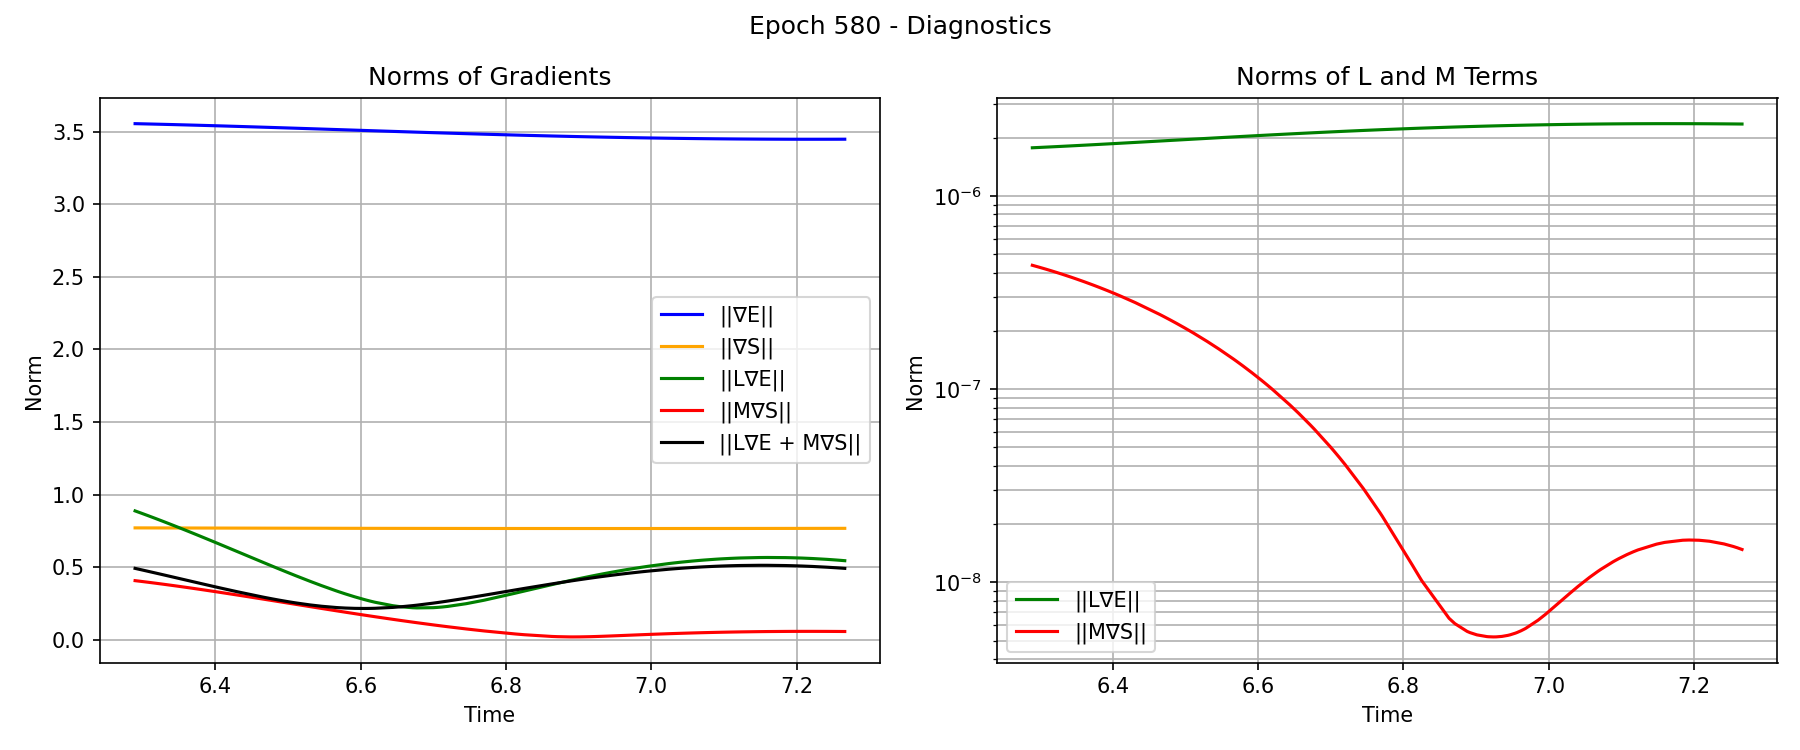 Epoch 580 - Diagnostics
Norms of Gradients
3.5
3.0
2.5
2.0
1.5
1.0
0.5
0.0
Norm
6.4
6.6
6.8
7.0
7.2
Time
||∇E||
||∇S||
||L∇E||
||M∇S||
||L∇E + M∇S||
Norms of L and M Terms
10⁻⁶
10⁻⁷
10⁻⁸
Norm
6.4
6.6
6.8
7.0
7.2
Time
||L∇E||
||M∇S||